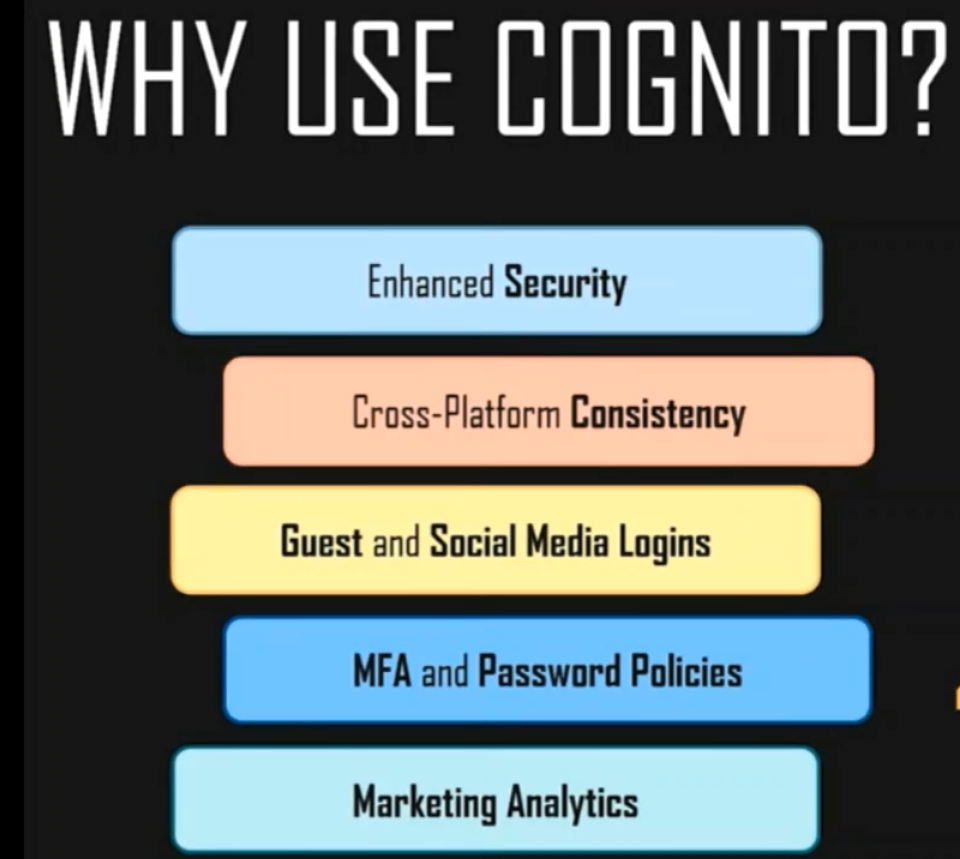 WHY USE COGNITO?
Enhanced Security
Cross-Platform Consistency
Guest and Social Media Logins
MFA and Password Policies
Marketing Analytics